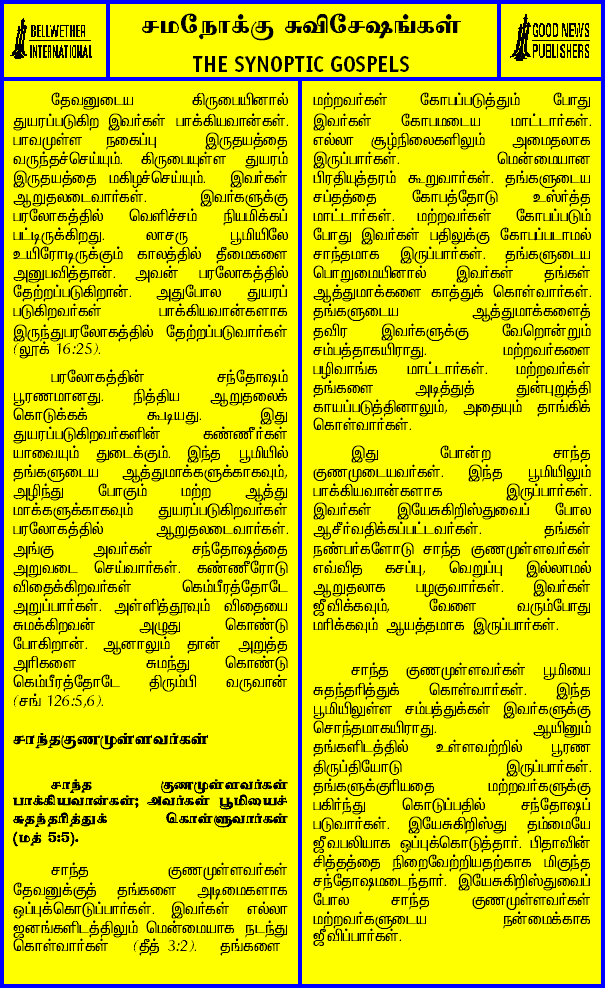 BELLWETHER
INTERNATIONAL
சமநோக்கு சுவிசேஷங்கள்
THE SYNOPTIC GOSPELS
GOOD NEWS
PUBLISHERS
தேவனுடைய கிருபையினால்
துயரப்படுகிற இவர்கள் பாக்கியவான்கள்.
பாவமுள்ள நகைப்பு இருதயத்தை
வருந்தச்செய்யும். கிருபையுள்ள துயரம்
இருதயத்தை மகிழச்செய்யும். இவர்கள்
ஆறுதலடைவார்கள். இவர்களுக்கு
பரலோகத்தில் வெளிச்சம் நியமிக்கப்
பட்டிருக்கிறது. லாசரு பூமியிலே
உயிரோடிருக்கும் காலத்தில் தீமைகளை
அனுபவித்தான். அவன் பரலோகத்தில்
தேற்றப்படுகிறான். அதுபோல துயரப்
படுகிறவர்கள் பாக்கியவான்களாக
இருந்துபரலோகத்தில் தேற்றப்படுவார்கள்
(லூக் 16:25).
பரலோகத்தின் சந்தோஷம்
பூரணமானது. நித்திய ஆறுதலைக்
கொடுக்கக் கூடியது. இது
துயரப்படுகிறவர்களின் கண்ணீர்கள்
யாவையும் துடைக்கும். இந்த பூமியில்
தங்களுடைய ஆத்துமாக்களுக்காகவும்,
அழிந்து போகும் மற்ற ஆத்து
மாக்களுக்காகவும் துயரப்படுகிறவர்கள்
பரலோகத்தில் ஆறுதலடைவார்கள்.
அங்கு அவர்கள் சந்தோஷத்தை
அறுவடை செய்வார்கள். கண்ணீரோடு
விதைக்கிறவர்கள் கெம்பீரத்தோடே
அறுப்பார்கள். அள்ளித்தூவும் விதையை
சுமக்கிறவன் அழுது கொண்டு
போகிறான். ஆனாலும் தான் அறுத்த
அரிகளை சுமந்து கொண்டு
கெம்பீரத்தோடே திரும்பி வருவான்
(சங் 126:5,6).
சாந்தகுணமுள்ளவர்கள்
சாந்த குணமுள்ளவர்கள்
பாக்கியவான்கள்; அவர்கள் பூமியைச்
சுதந்தரித்துக் கொள்ளுவார்கள்
(மத் 5:5).
சாந்த குணமுள்ளவர்கள்
தேவனுக்குத் தங்களை அடிமைகளாக
ஒப்புக்கொடுப்பார்கள். இவர்கள் எல்லா
ஜனங்களிடத்திலும் மென்மையாக நடந்து
கொள்வார்கள் (தீத் 3:2). தங்களை
மற்றவர்கள் கோபப்படுத்தும் போது
இவர்கள் கோபமடைய மாட்டார்கள்.
எல்லா சூழ்நிலைகளிலும் அமைதலாக
இருப்பார்கள். மென்மையான
பிரதியுத்தரம் கூறுவார்கள். தங்களுடைய
சப்தத்தை கோபத்தோடு உஸ்ர்த்த
மாட்டார்கள். மற்றவர்கள் கோபப்படும்
போது இவர்கள் பதிலுக்கு கோபப்படாமல்
சாந்தமாக இருப்பார்கள். தங்களுடைய
பொறுமையினால் இவர்கள் தங்கள்
ஆத்துமாக்களை காத்துக் கொள்வார்கள்.
தங்களுடைய ஆத்துமாக்களைத்
தவிர இவர்களுக்கு வேறொன்றும்
சம்பத்தாகயிராது. மற்றவர்களை
பழிவாங்க மாட்டார்கள். மற்றவர்கள்
தங்களை அடித்துத் துன்புறுத்தி
காயப்படுத்தினாலும், அதையும் தாங்கிக்
கொள்வார்கள்.
இது போன்ற சாந்த
குணமுடையவர்கள். இந்த பூமியிலும்
பாக்கியவான்களாக இருப்பார்கள்.
இவர்கள் இயேசுகிறிஸ்துவைப் போல
ஆசீர்வதிக்கப்பட்டவர்கள். தங்கள்
நண்பர்களோடு சாந்த குணமுள்ளவர்கள்
எவ்வித கசப்பு, வெறுப்பு இல்லாமல்
ஆறுதலாக பழகுவார்கள். இவர்கள்
ஜீவிக்கவும், வேளை வரும்போது
மரிக்கவும் ஆயத்தமாக இருப்பார்கள்.
சாந்த குணமுள்ளவர்கள் பூமியை
சுதந்தரித்துக் கொள்வார்கள். இந்த
பூமியிலுள்ள சம்பத்துக்கள் இவர்களுக்கு
சொந்தமாகயிராது. ஆயினும்
தங்களிடத்தில் உள்ளவற்றில் பூரண
திருப்தியோடு இருப்பார்கள்.
தங்களுக்குரியதை மற்றவர்களுக்கு
பகிர்ந்து கொடுப்பதில் சந்தோஷப்
படுவார்கள். இயேசுகிறிஸ்து தம்மையே
ஜீவபலியாக ஒப்புக்கொடுத்தார். பிதாவின்
சித்தத்தை நிறைவேற்றியதற்காக மிகுந்த
சந்தோஷமடைந்தார். இயேசுகிறிஸ்துவைப்
போல சாந்த குணமுள்ளவர்கள்
மற்றவர்களுடைய நன்மைக்காக
ஜீவிப்பார்கள்.